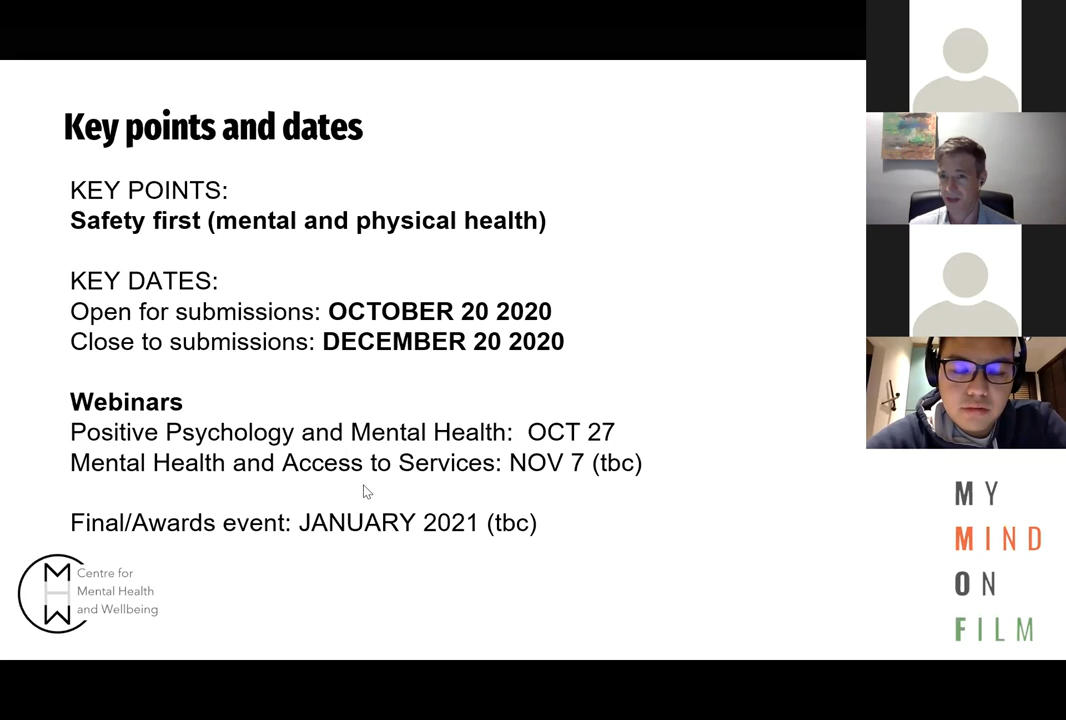 Key points and dates
KEY POINTS:
Safety first (mental and physical health)
KEY DATES:
Open for submissions: OCTOBER 20 2020
Close to submissions: DECEMBER 20 2020
Webinars
Positive Psychology and Mental Health:  OCT 27
Mental Health and Access to Services: NOV 7 (tbc)
Final/Awards event: JANUARY 2021 (tbc)
MHW
Centre for
Mental Health
and Wellbeing
MY
MIND
ON
FILM